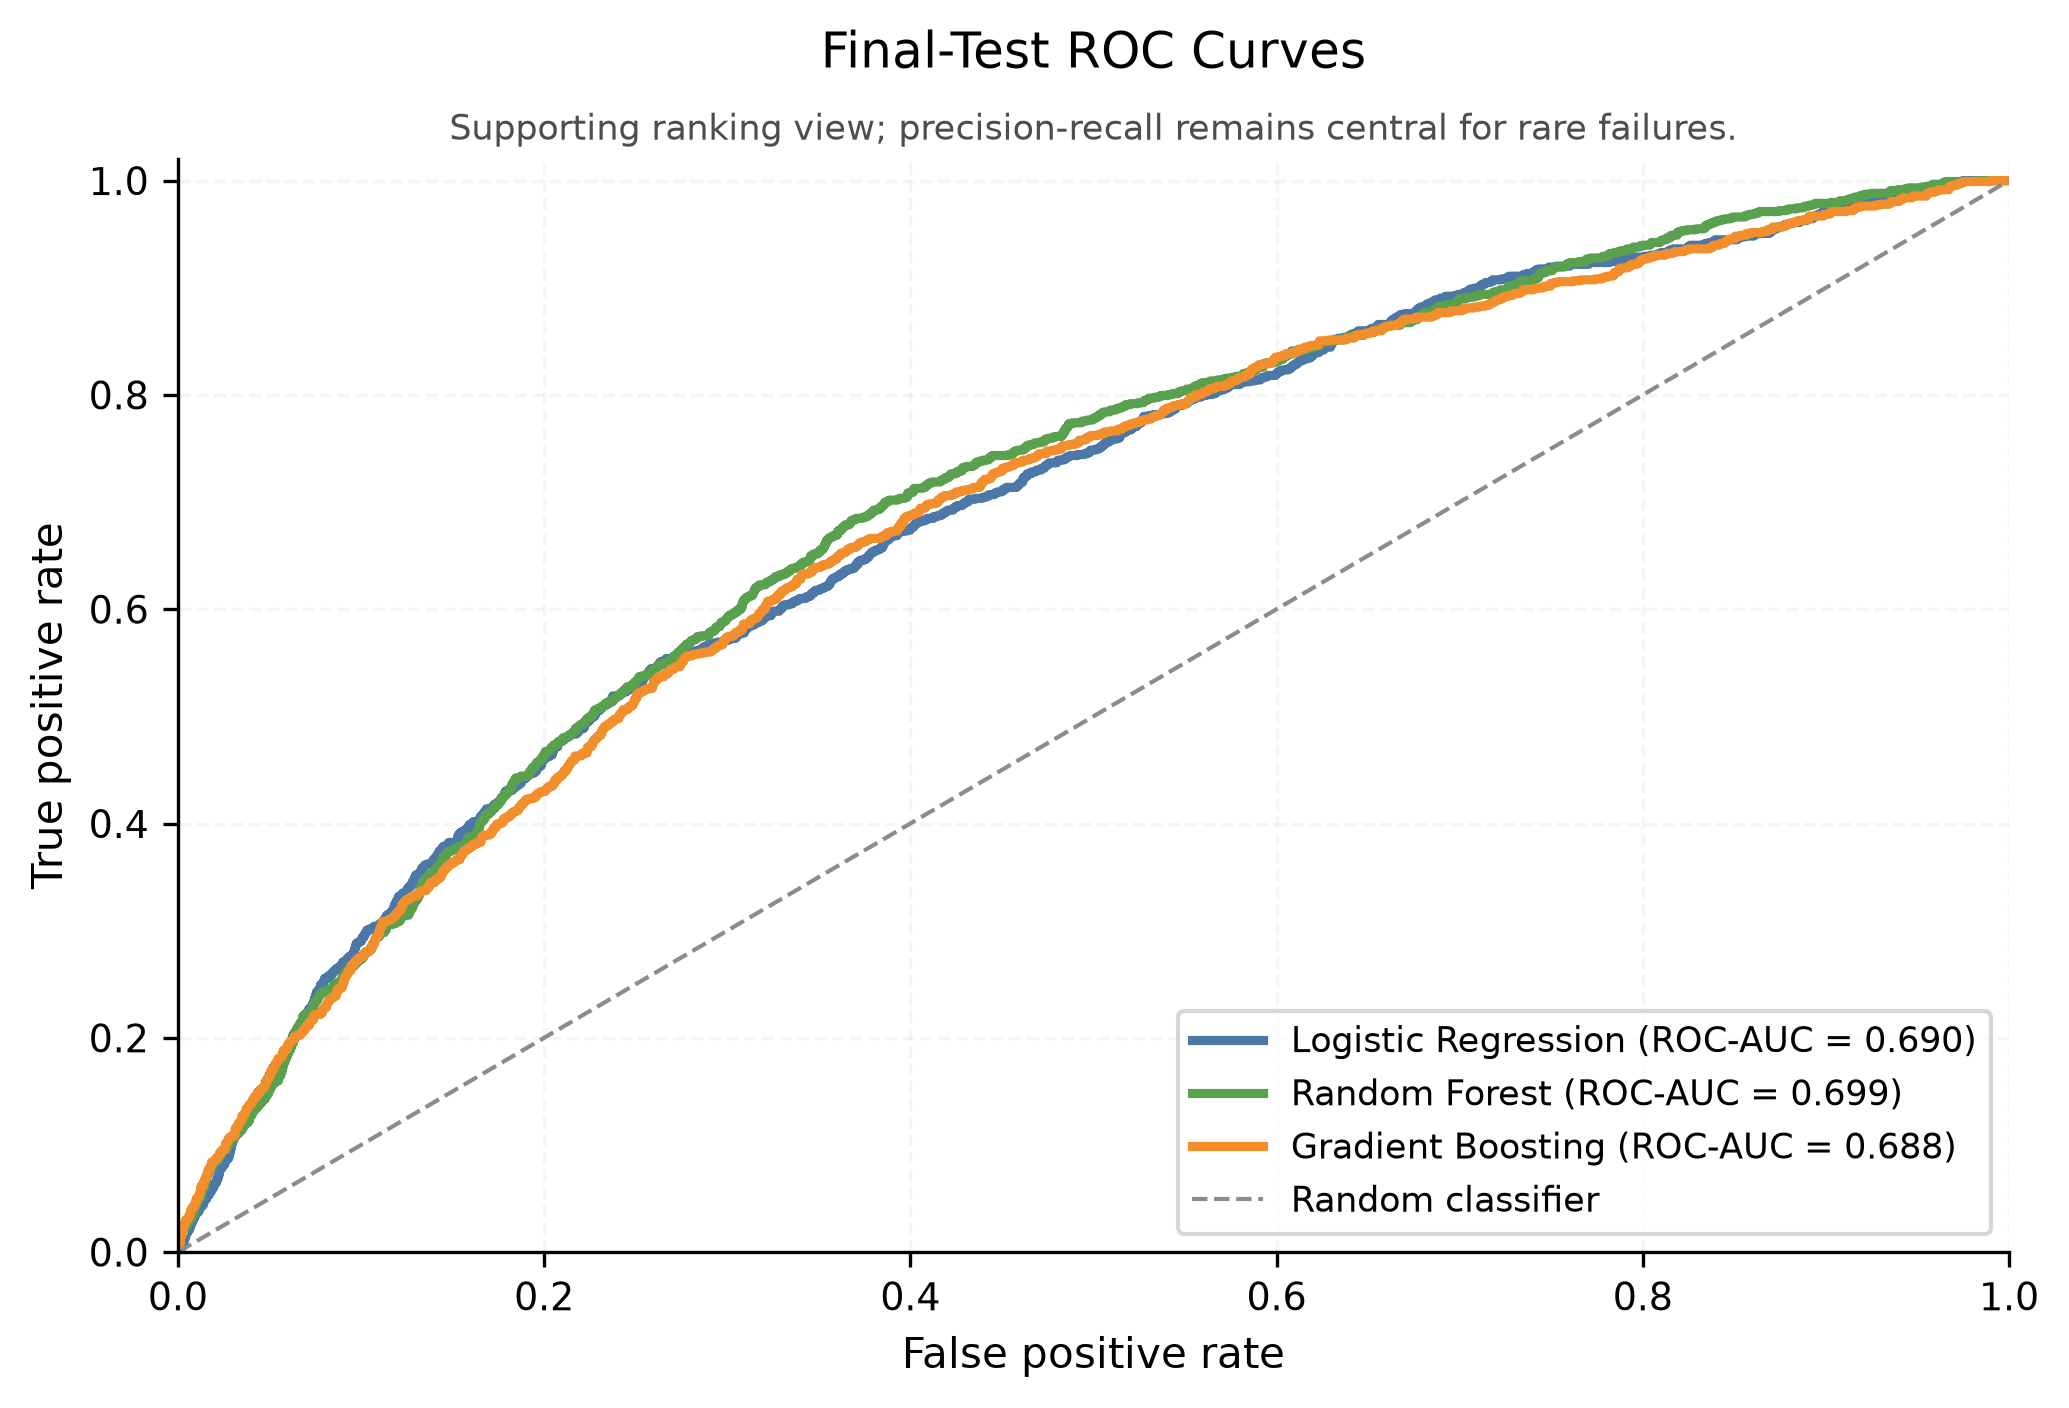 Final-Test ROC Curves
Supporting ranking view; precision-recall remains central for rare failures.
1.0
0.8
0.6
0.4
0.2
0.0
True positive rate
Logistic Regression (ROC-AUC = 0.690)
Random Forest (ROC-AUC = 0.699)
Gradient Boosting (ROC-AUC = 0.688)
Random classifier
0.0 0.2 0.4 0.6 0.8 1.0
False positive rate